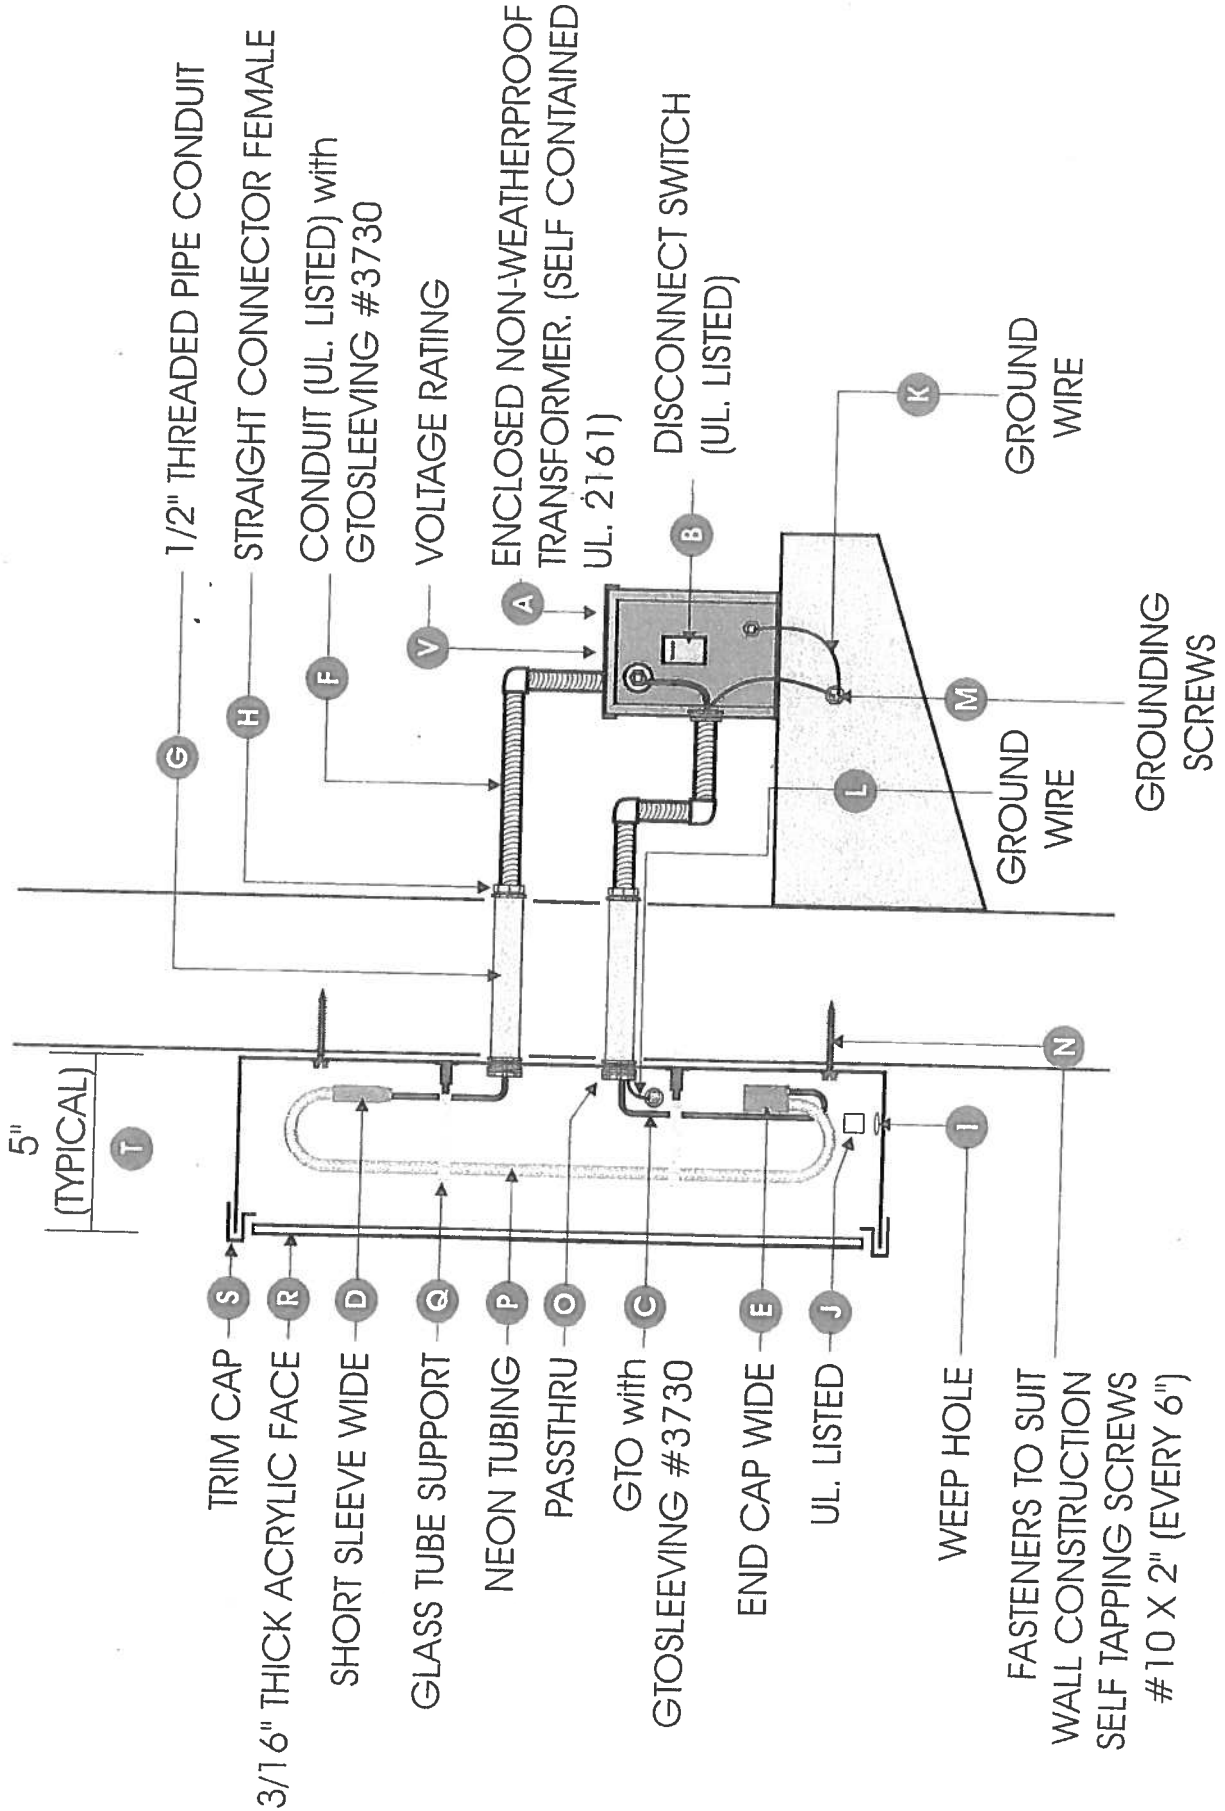 5"
(TYPICAL)
T
TRIM CAP
S
3/16" THICK ACRYLIC FACE
R
SHORT SLEEVE WIDE
D
GLASS TUBE SUPPORT
Q
NEON TUBING
P
PASSTHRU
O
GTO with
GTOSLEEVING #3730
C
END CAP WIDE
E
UL. LISTED
J
WEEP HOLE
I
FASTENERS TO SUIT
WALL CONSTRUCTION
SELF TAPPING SCREWS
#10 X 2" (EVERY 6")
N
G
1/2" THREADED PIPE CONDUIT
H
STRAIGHT CONNECTOR FEMALE
F
CONDUIT (UL. LISTED) with
GTOSLEEVING #3730
V
VOLTAGE RATING
A
ENCLOSED NON-WEATHERPROOF
TRANSFORMER. (SELF CONTAINED
UL. 2161)
B
DISCONNECT SWITCH
(UL. LISTED)
K
GROUND
WIRE
L
GROUND
WIRE
M
GROUNDING
SCREWS